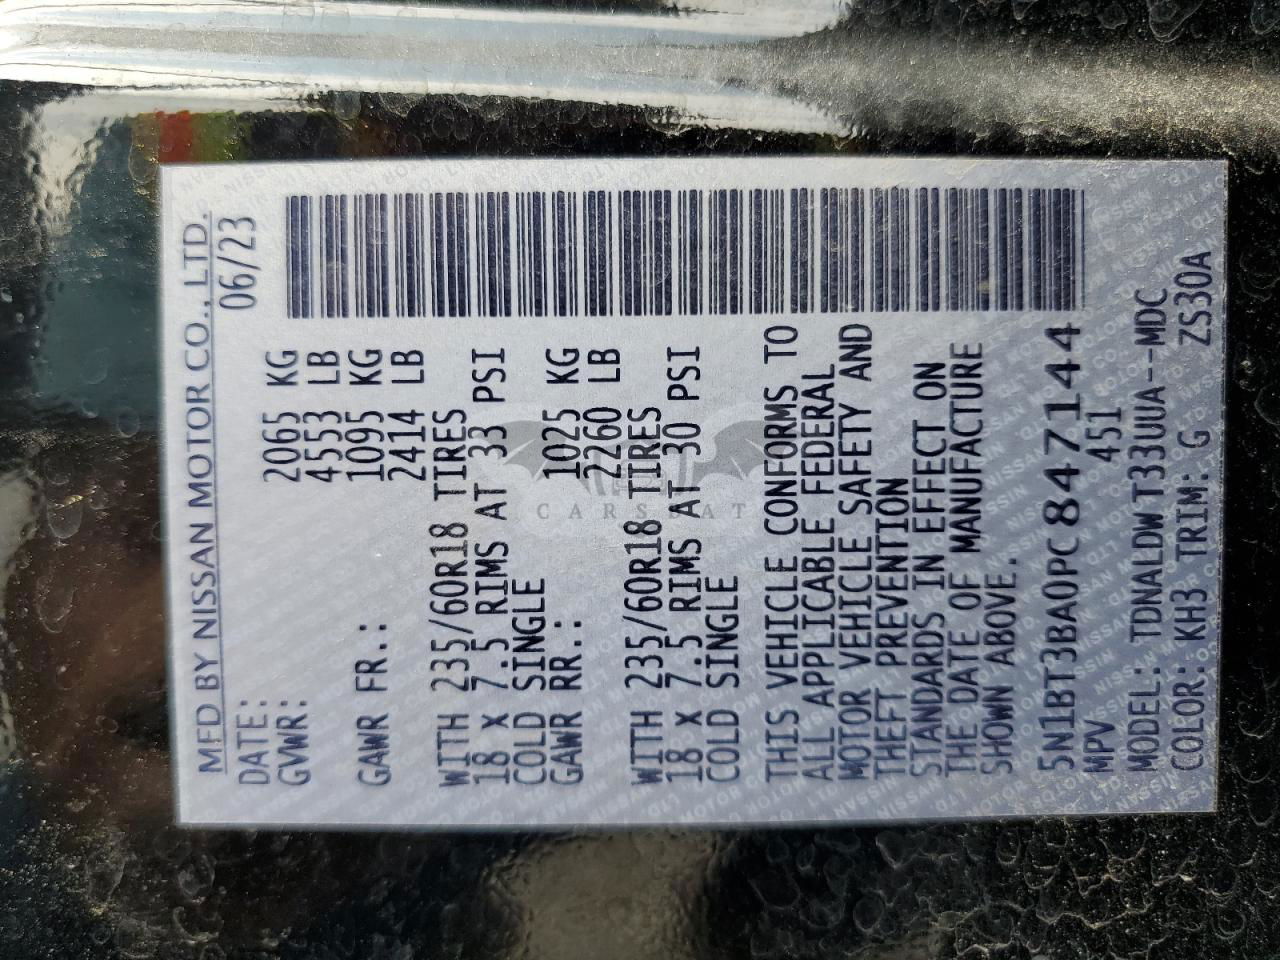 MFD BY NISSAN MOTOR CO., LTD.
DATE: 06/23
GVWR: 2065 KG
4553 LB
GAWR FR.: 1095 KG
2414 LB
WITH 235/60R18 TIRES
18 X 7.5 RIMS AT 33 PSI
COLD SINGLE
GAWR RR.: 1025 KG
2260 LB
WITH 235/60R18 TIRES
18 X 7.5 RIMS AT 30 PSI
COLD SINGLE
THIS VEHICLE CONFORMS TO
ALL APPLICABLE FEDERAL
MOTOR VEHICLE SAFETY AND
THEFT PREVENTION
STANDARDS IN EFFECT ON
THE DATE OF MANUFACTURE
SHOWN ABOVE.
5N1BT3BA0PC847144
MPV 451
MODEL: TDNALDW T33UUA--MDC
COLOR: KH3 TRIM: G ZS30A